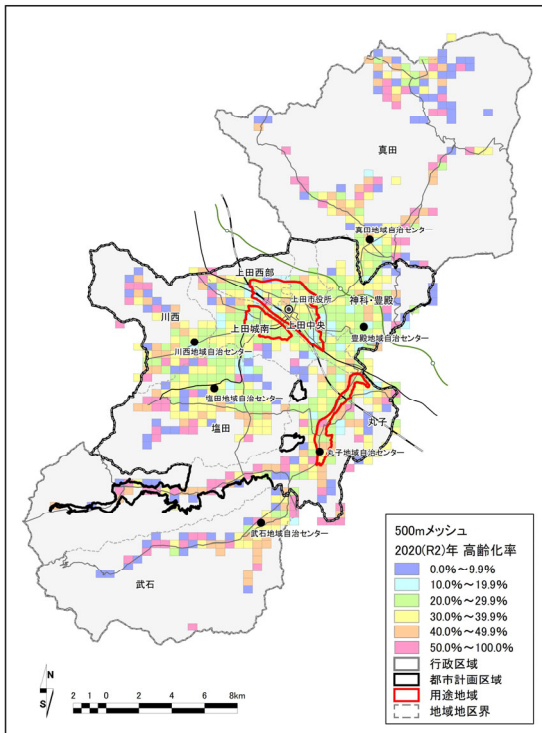 真田
真田地域自治センター
上田西部
上田市役所
神科・豊殿
川西
上田城南
上田中央
川西地域自治センター
豊殿地域自治センター
塩田地域自治センター
塩田
丸子
丸子地域自治センター
武石地域自治センター
武石
500mメッシュ
2020(R2)年 高齢化率
0.0%~9.9%
10.0%~19.9%
20.0%~29.9%
30.0%~39.9%
40.0%~49.9%
50.0%~100.0%
行政区域
都市計画区域
用途地域
地域地区界
N
S
2 1 0 2 4 6 8km